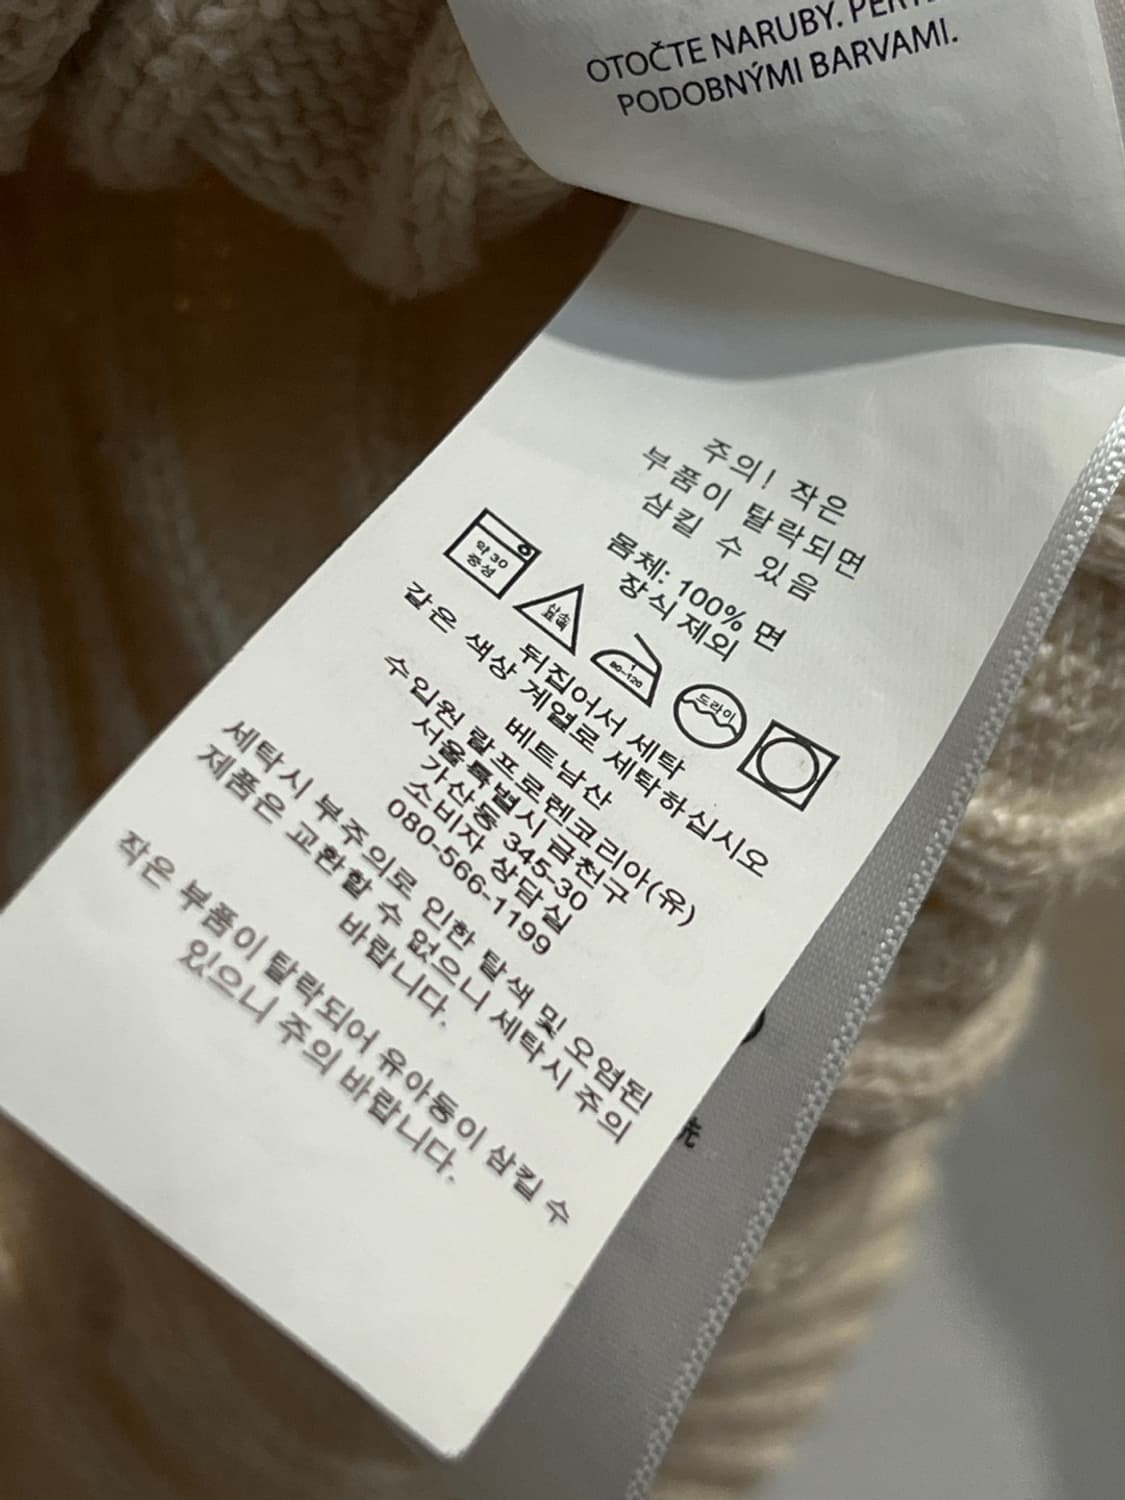 OTOČTE NARUBY.
PODOBNÝMI BARVAMI.
주의! 작은
부품이 탈락되면
삼킬 수 있음
몸체: 100% 면
장식 제외
약 30
중성
80~120
드라이
뒤집어서 세탁
같은 색상 계열로 세탁하십시오
베트남산
수입원 랄프로렌코리아(유)
서울특별시 금천구
가산동 345-30
소비자 상담실
080-566-1199
세탁시 부주의로 인한 탈색 및 오염된
제품은 교환할 수 없으니 세탁시 주의
바랍니다.
작은 부품이 탈락되어 유아동이 삼킬 수
있으니 주의 바랍니다.
洗